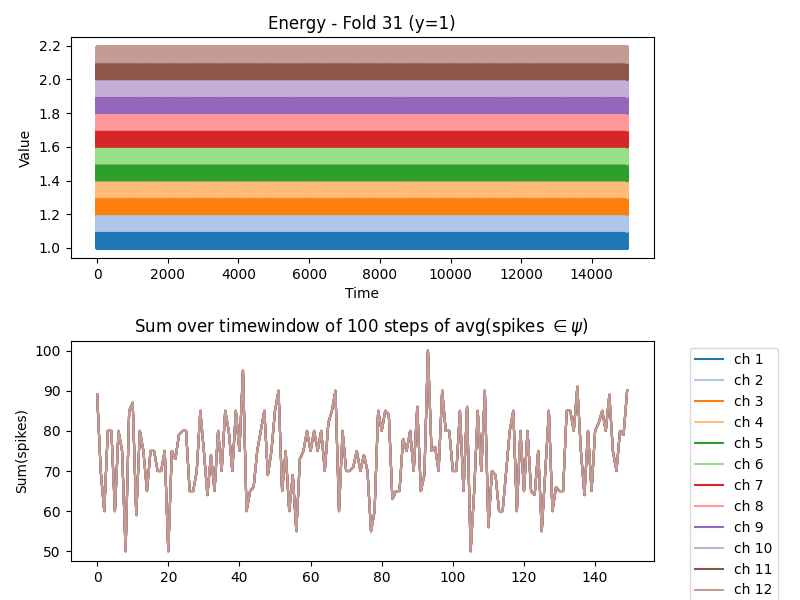 Energy - Fold 31 (y=1)
2.2
2.0
1.8
1.6
1.4
1.2
1.0
Value
0 2000 4000 6000 8000 10000 12000 14000
Time
Sum over timewindow of 100 steps of avg(spikes ∈ ψ)
100
90
80
70
60
50
Sum(spikes)
0 20 40 60 80 100 120 140
ch 1
ch 2
ch 3
ch 4
ch 5
ch 6
ch 7
ch 8
ch 9
ch 10
ch 11
ch 12